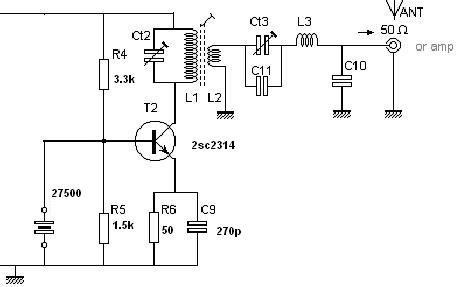 ANT
Ct2
Ct3
L3
50 Ω
or amp
R4
3.3k
C11
C10
L1
L2
T2
2sc2314
27500
R5
1.5k
R6
50
C9
270p